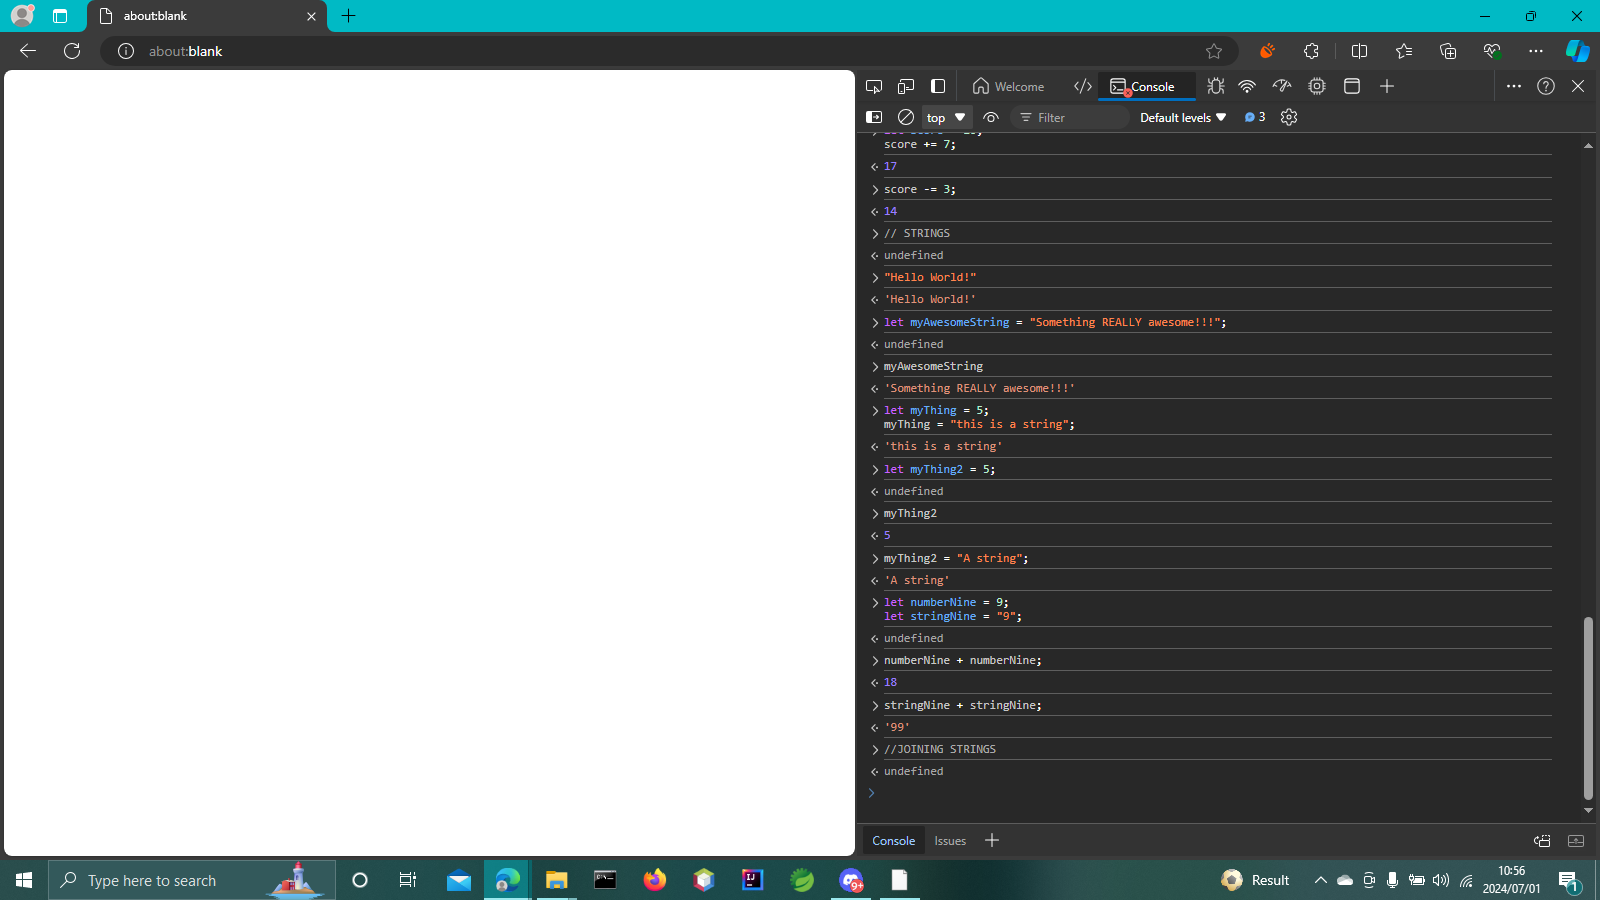 about:blank
about:blank
Welcome
Console
top
Filter
Default levels
3
score += 7;
17
score -= 3;
14
// STRINGS
undefined
"Hello World!"
'Hello World!'
let myAwesomeString = "Something REALLY awesome!!!";
undefined
myAwesomeString
'Something REALLY awesome!!!'
let myThing = 5;
myThing = "this is a string";
'this is a string'
let myThing2 = 5;
undefined
myThing2
5
myThing2 = "A string";
'A string'
let numberNine = 9;
let stringNine = "9";
undefined
numberNine + numberNine;
18
stringNine + stringNine;
'99'
//JOINING STRINGS
undefined
Console
Issues
Type here to search
9+
Result
10:56
2024/07/01
1